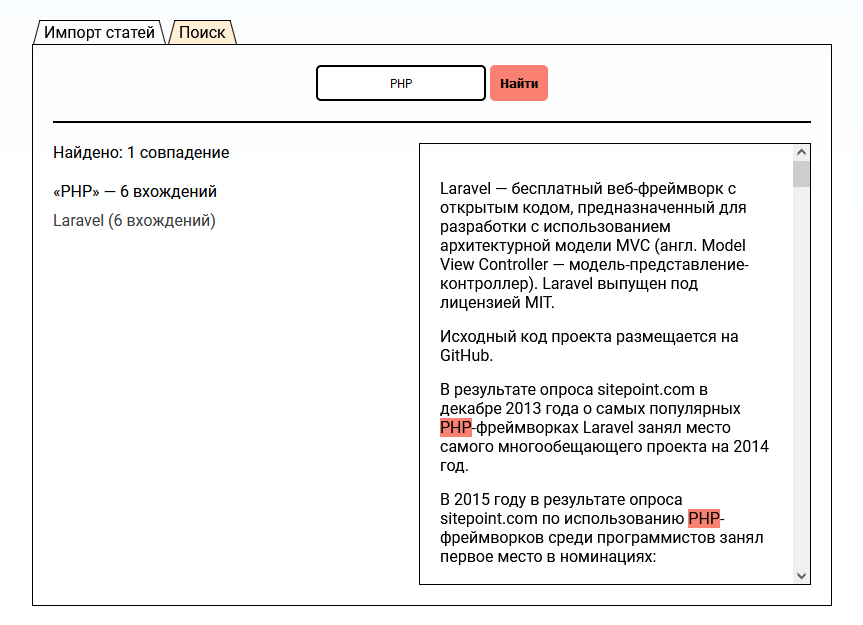 Импорт статей
Поиск
PHP
Найти
Найдено: 1 совпадение
«PHP» — 6 вхождений
Laravel (6 вхождений)
Laravel — бесплатный веб-фреймворк с
открытым кодом, предназначенный для
разработки с использованием
архитектурной модели MVC (англ. Model
View Controller — модель-представление-
контроллер). Laravel выпущен под
лицензией MIT.
Исходный код проекта размещается на
GitHub.
В результате опроса sitepoint.com в
декабре 2013 года о самых популярных
PHP-фреймворках Laravel занял место
самого многообещающего проекта на 2014
год.
В 2015 году в результате опроса
sitepoint.com по использованию PHP-
фреймворков среди программистов занял
первое место в номинациях: